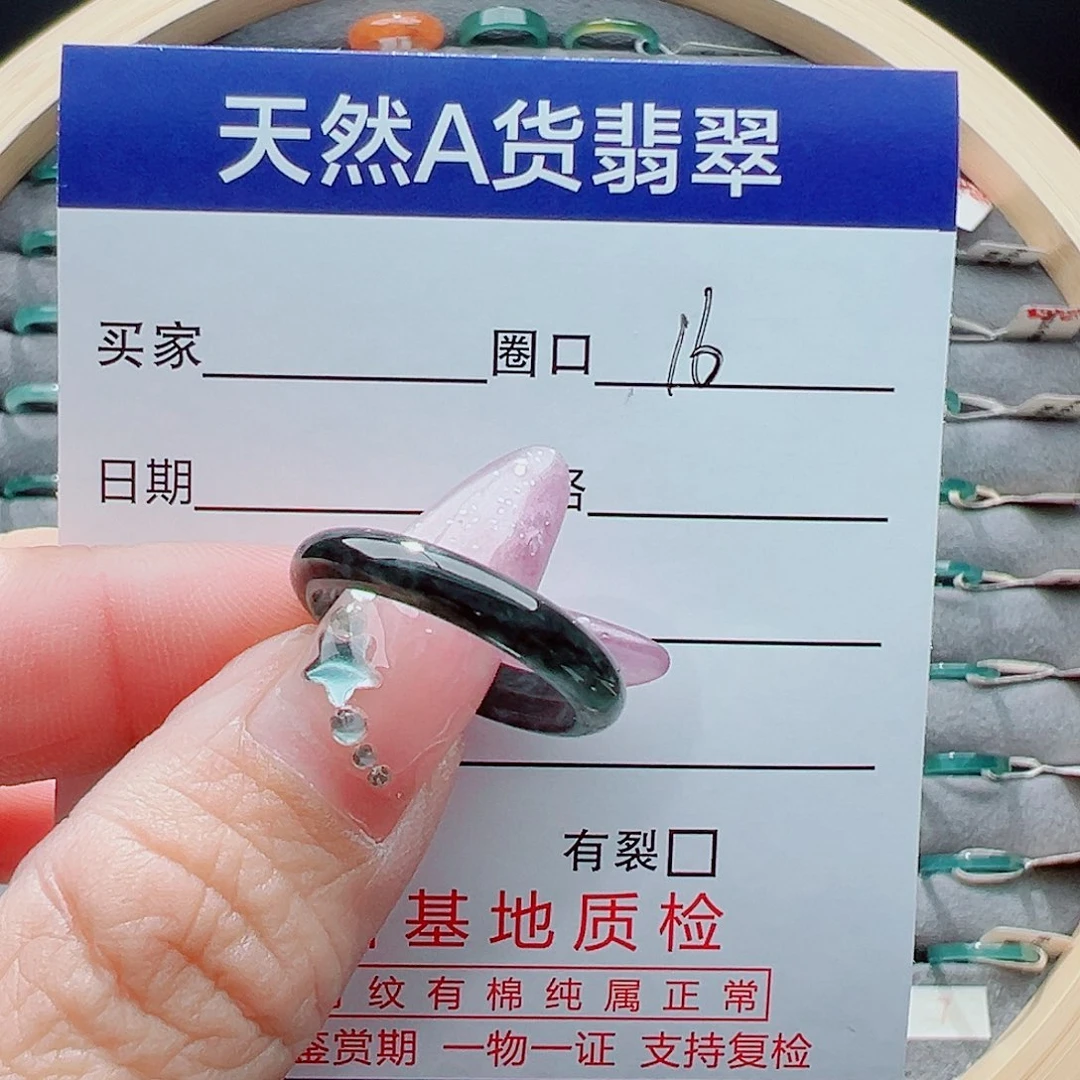 天然A货翡翠
买家 圈口 16
日期
有裂□
基地质检
纹有棉纯属正常
鉴赏期 一物一证 支持复检